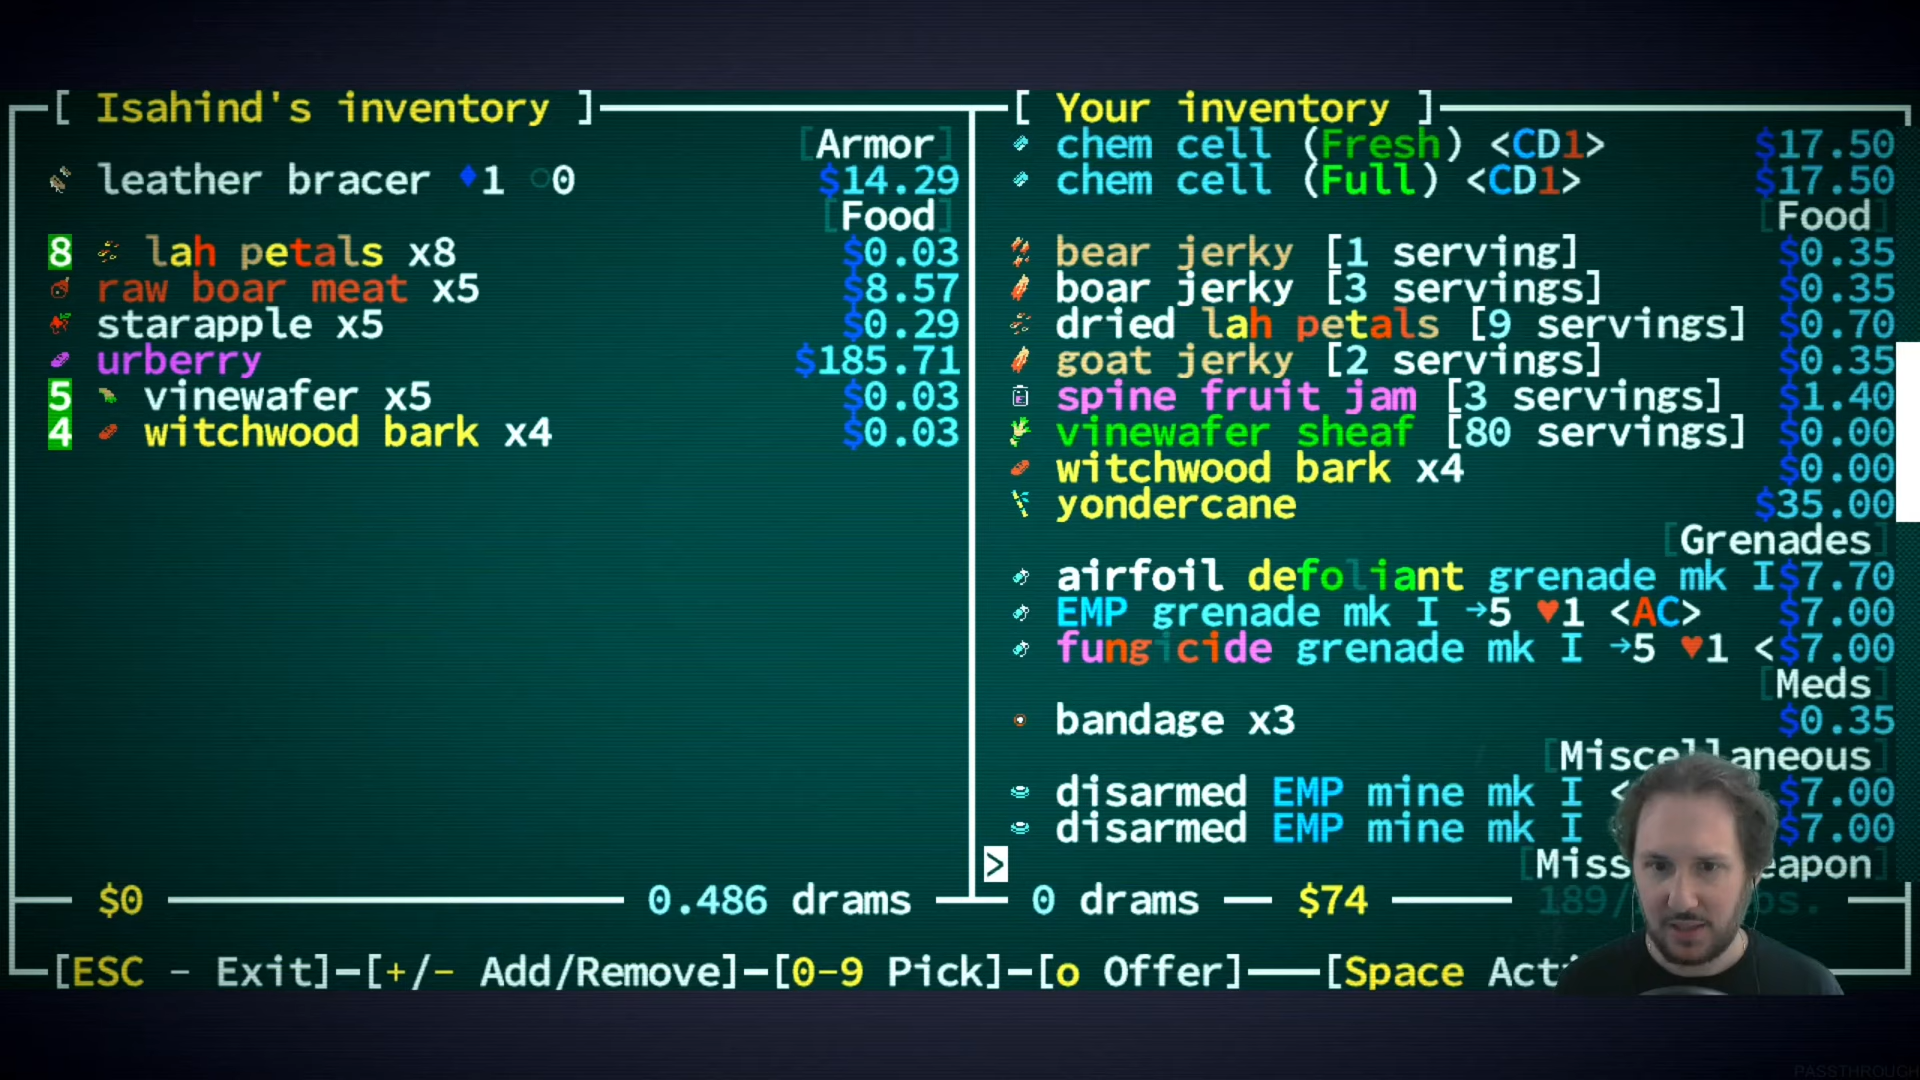 [ Isahind's inventory ]
[Armor]
leather bracer ♦1 ○0 $14.29
[Food]
8 lah petals x8 $0.03
raw boar meat x5 $8.57
starapple x5 $0.29
urberry $185.71
5 vinewafer x5 $0.03
4 witchwood bark x4 $0.03
$0
0.486 drams
[ Your inventory ]
chem cell (Fresh) <CD1> $17.50
chem cell (Full) <CD1> $17.50
[Food]
bear jerky [1 serving] $0.35
boar jerky [3 servings] $0.35
dried lah petals [9 servings] $0.70
goat jerky [2 servings] $0.35
spine fruit jam [3 servings] $1.40
vinewafer sheaf [80 servings] $0.00
witchwood bark x4 $0.00
yondercane $35.00
[Grenades]
airfoil defoliant grenade mk I $7.70
EMP grenade mk I →5 ♥1 <AC> $7.00
fungicide grenade mk I →5 ♥1 < $7.00
[Meds]
bandage x3 $0.35
[Miscellaneous]
disarmed EMP mine mk I < $7.00
disarmed EMP mine mk I $7.00
>
0 drams
$74
189/
[ESC - Exit]-[+/- Add/Remove]-[0-9 Pick]-[o Offer]
[Space
PASSTHROUGH